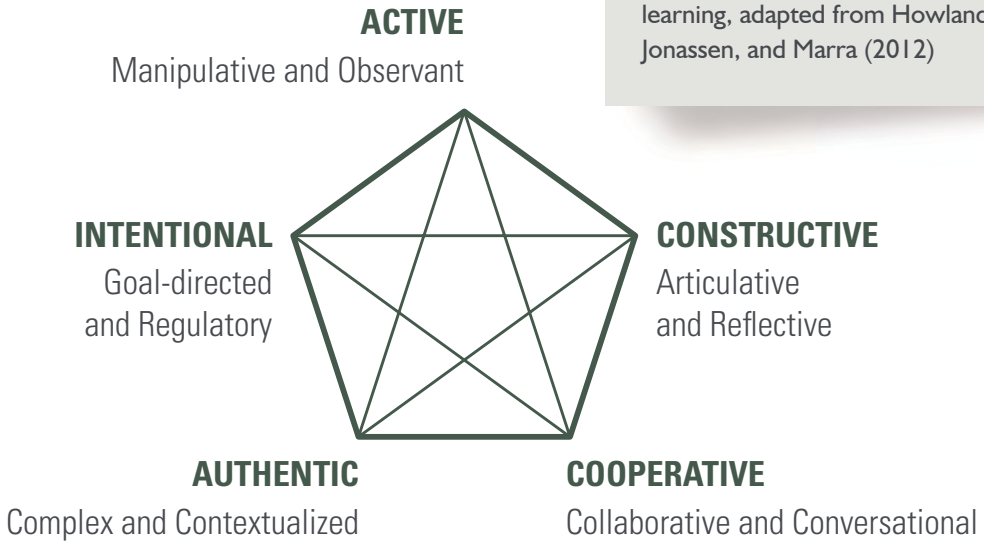 learning, adapted from Howland,
Jonassen, and Marra (2012)
ACTIVE
Manipulative and Observant
INTENTIONAL
Goal-directed
and Regulatory
CONSTRUCTIVE
Articulative
and Reflective
AUTHENTIC
Complex and Contextualized
COOPERATIVE
Collaborative and Conversational